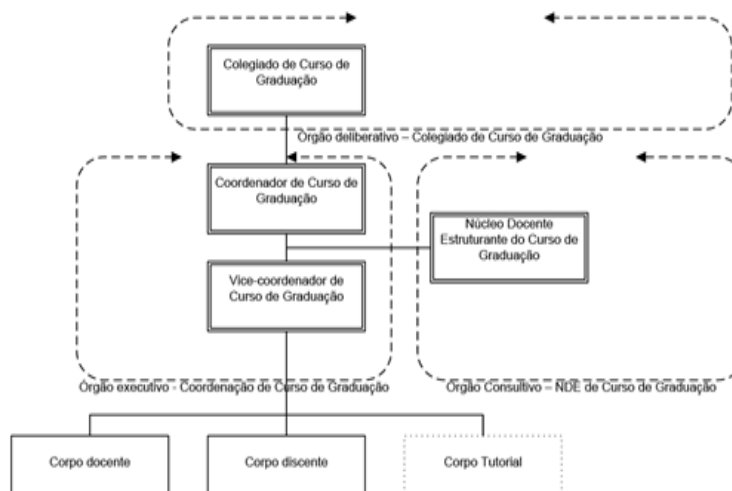 Colegiado de Curso de
Graduação
Órgão deliberativo – Colegiado de Curso de Graduação
Coordenador de Curso de
Graduação
Núcleo Docente
Estruturante do Curso de
Graduação
Vice-coordenador de
Curso de Graduação
Órgão executivo - Coordenação de Curso de Graduação
Órgão Consultivo – NDE de Curso de Graduação
Corpo docente
Corpo discente
Corpo Tutorial